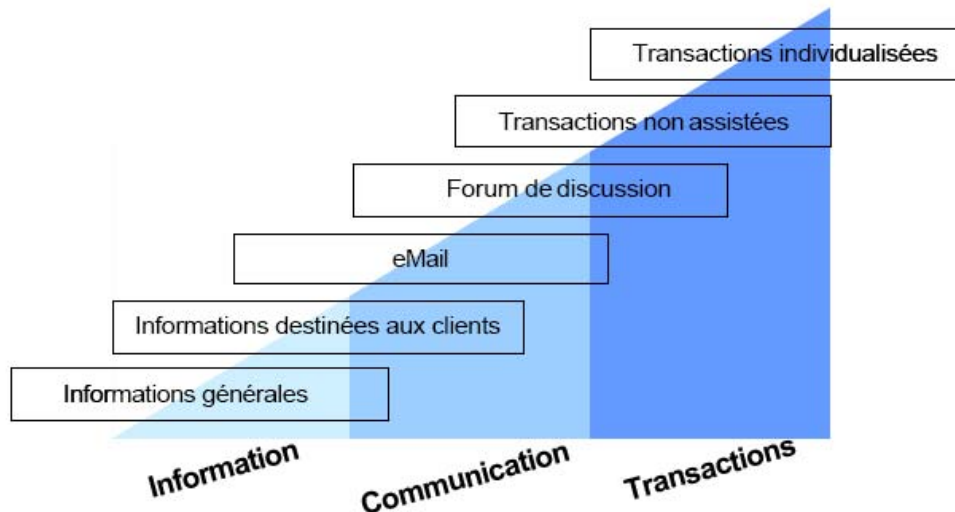 Transactions individualisées
Transactions non assistées
Forum de discussion
eMail
Informations destinées aux clients
Informations générales
Information
Communication
Transactions